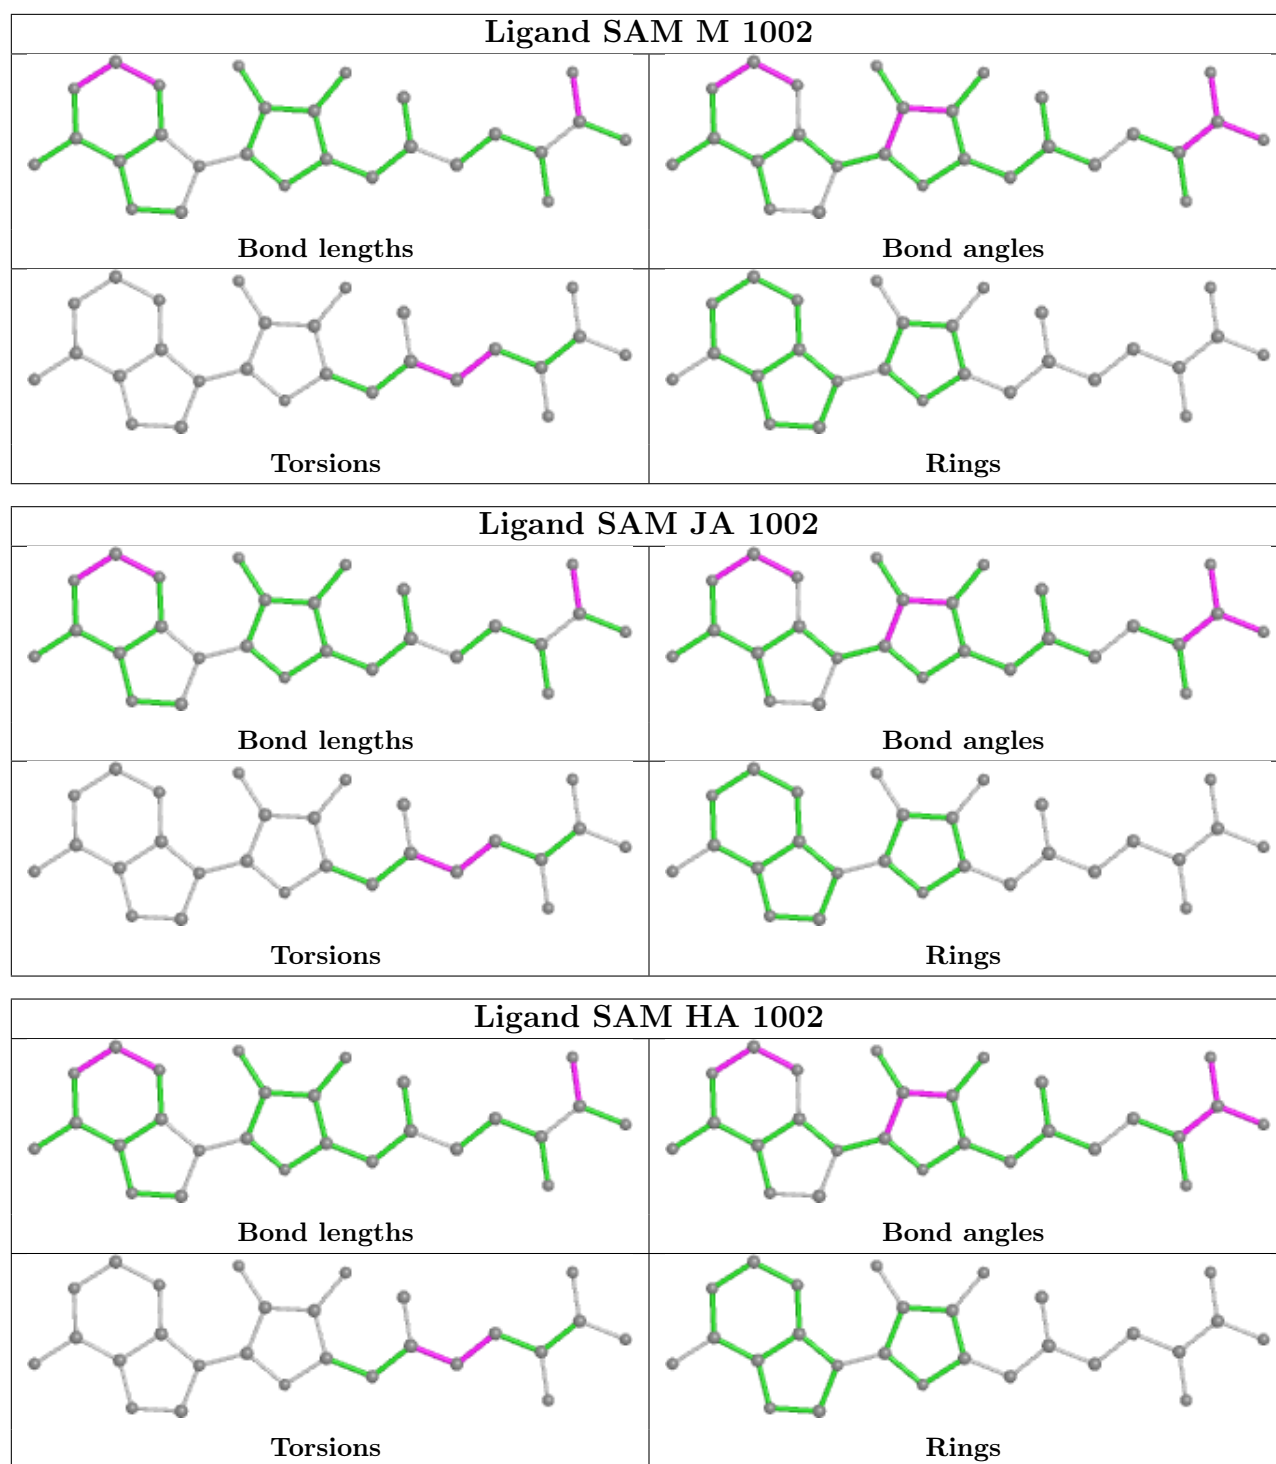 Ligand SAM M 1002
Bond lengths
Bond angles
Torsions
Rings
Ligand SAM JA 1002
Bond lengths
Bond angles
Torsions
Rings
Ligand SAM HA 1002
Bond lengths
Bond angles
Torsions
Rings